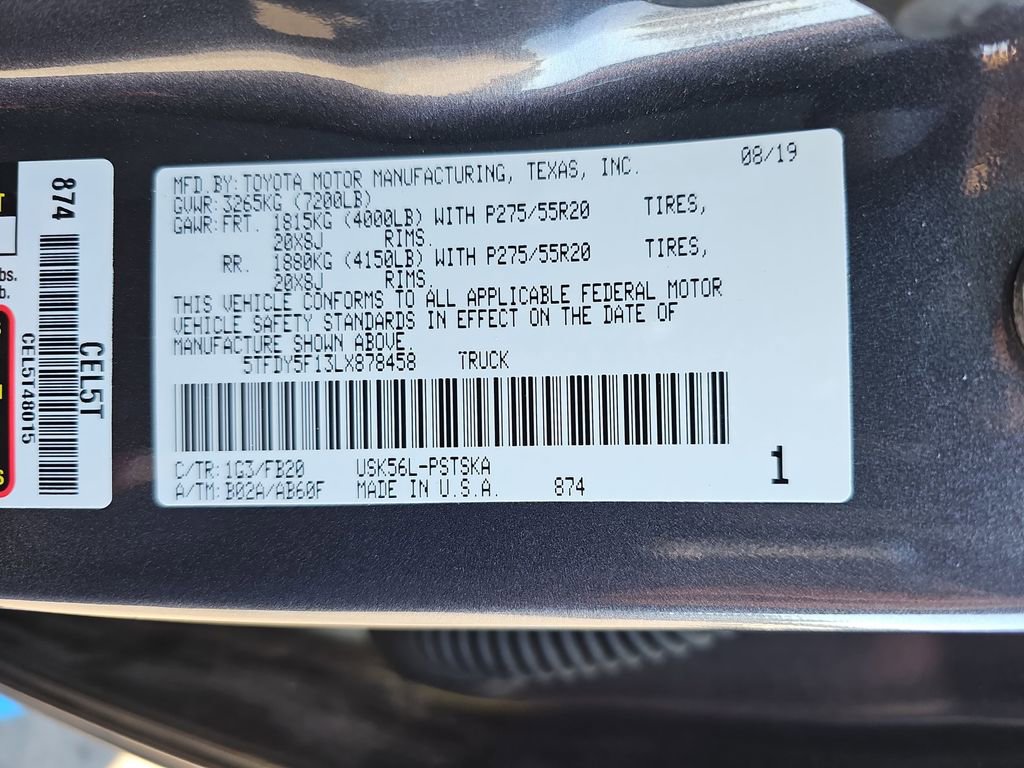 MFD.BY:TOYOTA MOTOR MANUFACTURING, TEXAS, INC. 08/19
GVWR:3265KG (7200LB)
GAWR:FRT. 1815KG (4000LB) WITH P275/55R20 TIRES,
20X8J RIMS.
RR. 1880KG (4150LB) WITH P275/55R20 TIRES,
20X8J RIMS.
THIS VEHICLE CONFORMS TO ALL APPLICABLE FEDERAL MOTOR
VEHICLE SAFETY STANDARDS IN EFFECT ON THE DATE OF
MANUFACTURE SHOWN ABOVE.
5TFDY5F13LX878458 TRUCK
C/TR:1G3/FB20 USK56L-PSTSKA
A/TM:B02A/AB60F MADE IN U.S.A. 874
1
874
CEL5T
CEL5T48015
bs.
b.